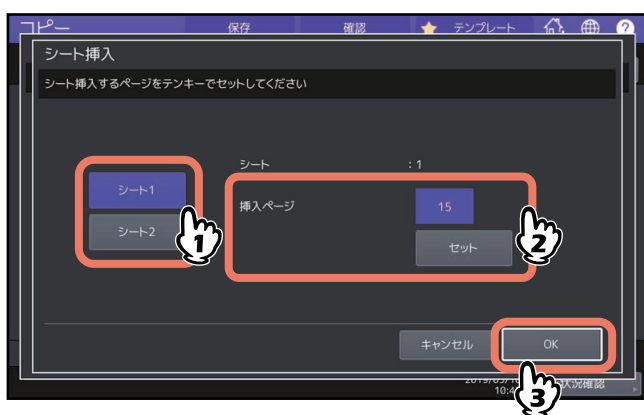 コピー 保存 確認 テンプレート ?
シート挿入
シート挿入するページをテンキーでセットしてください
シート : 1
シート1
挿入ページ 15
シート2
1
セット
2
キャンセル OK
状況確認
3